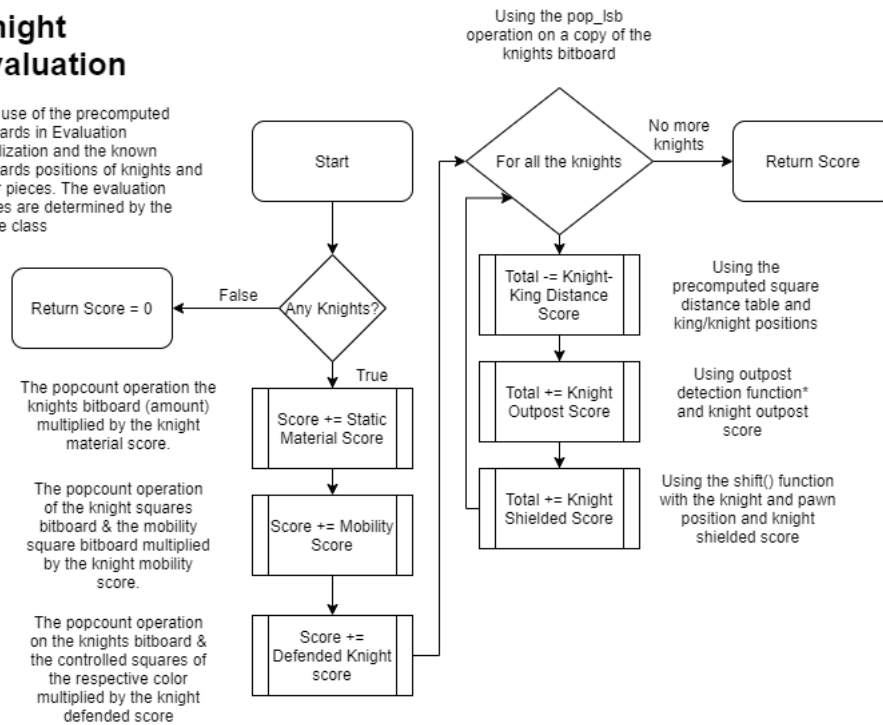 Using the pop_lsb
operation on a copy of the
knights bitboard
use of the precomputed
in Evaluation
and the known
positions of knights and
pieces. The evaluation
are determined by the
class
Start
For all the knights
No more
knights
Return Score
Any Knights?
False
Return Score = 0
True
The popcount operation the
knights bitboard (amount)
multiplied by the knight
material score.
Score += Static
Material Score
The popcount operation
of the knight squares
bitboard & the mobility
square bitboard multiplied
by the knight mobility
score.
Score += Mobility
Score
The popcount operation
on the knights bitboard &
the controlled squares of
the respective color
multiplied by the knight
defended score
Score +=
Defended Knight
score
Total -= Knight-
King Distance
Score
Using the
precomputed square
distance table and
king/knight positions
Total += Knight
Outpost Score
Using outpost
detection function*
and knight outpost
score
Total += Knight
Shielded Score
Using the shift() function
with the knight and pawn
position and knight
shielded score